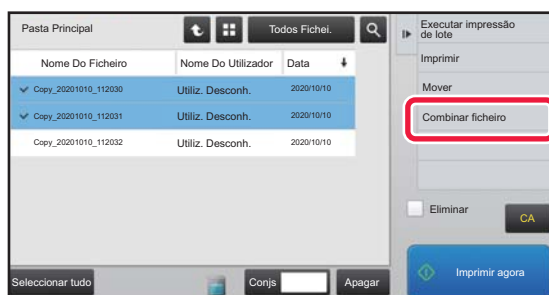 Pasta Principal
Todos Fichei.
Nome Do Ficheiro
Nome Do Utilizador
Data
Copy_20201010_112030
Utiliz. Desconh.
2020/10/10
Copy_20201010_112031
Utiliz. Desconh.
2020/10/10
Copy_20201010_112032
Utiliz. Desconh.
2020/10/10
Seleccionar tudo
Conjs
Apagar
Executar impressão
de lote
Imprimir
Mover
Combinar ficheiro
Eliminar
CA
Imprimir agora